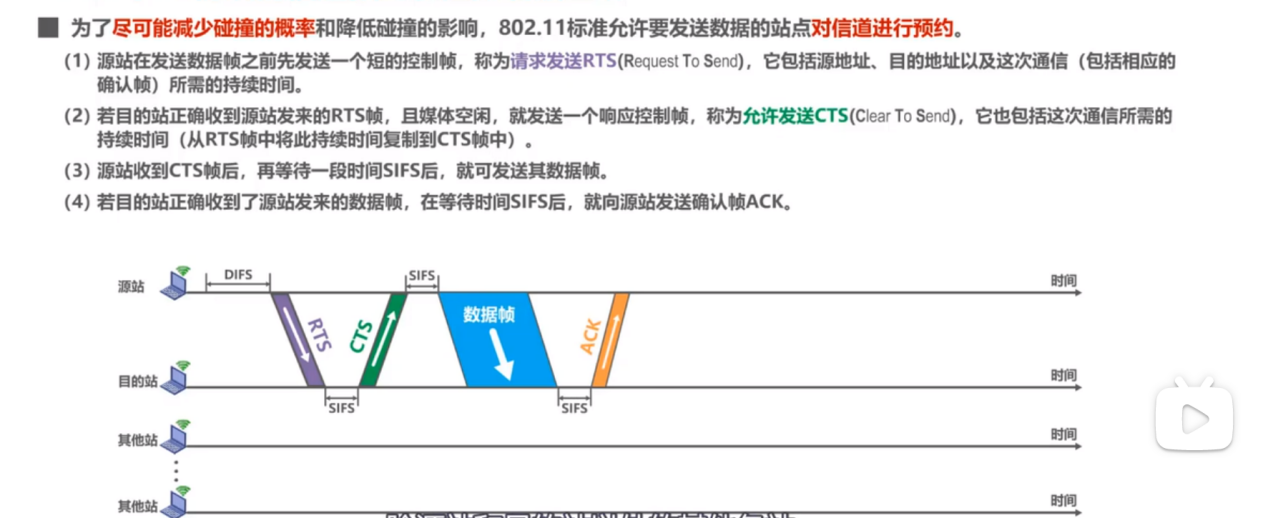 为了尽可能减少碰撞的概率和降低碰撞的影响，802.11标准允许要发送数据的站点对信道进行预约。
(1) 源站在发送数据帧之前先发送一个短的控制帧，称为请求发送RTS(Request To Send)，它包括源地址、目的地址以及这次通信（包括相应的
确认帧）所需的持续时间。
(2) 若目的站正确收到源站发来的RTS帧，且媒体空闲，就发送一个响应控制帧，称为允许发送CTS(Clear To Send)，它也包括这次通信所需的
持续时间（从RTS帧中将此持续时间复制到CTS帧中）。
(3) 源站收到CTS帧后，再等待一段时间SIFS后，就可发送其数据帧。
(4) 若目的站正确收到了源站发来的数据帧，在等待时间SIFS后，就向源站发送确认帧ACK。
DIFS
SIFS
源站
时间
RTS
CTS
数据帧
ACK
目的站
时间
SIFS
SIFS
其他站
时间
其他站
时间